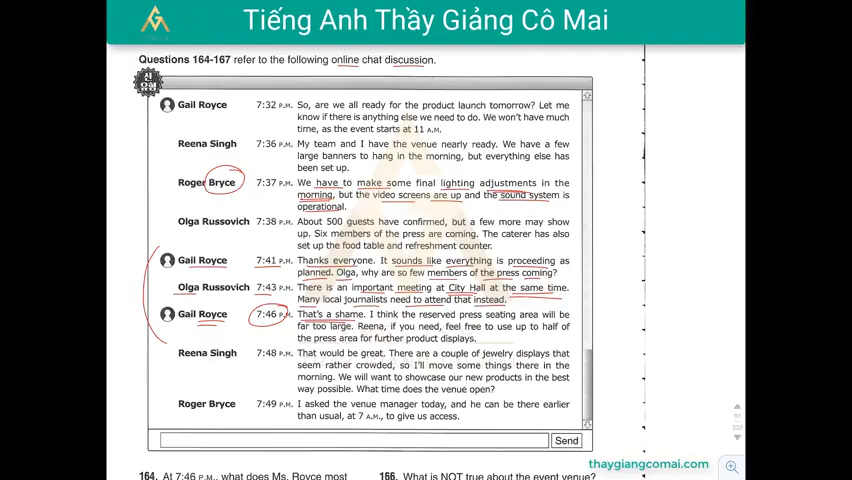 Tiếng Anh Thầy Giảng Cô Mai
Questions 164-167 refer to the following online chat discussion.
Gail Royce 7:32 P.M. So, are we all ready for the product launch tomorrow? Let me
know if there is anything else we need to do. We won't have much
time, as the event starts at 11 A.M.
Reena Singh 7:36 P.M. My team and I have the venue nearly ready. We have a few
large banners to hang in the morning, but everything else has
been set up.
Roger Bryce 7:37 P.M. We have to make some final lighting adjustments in the
morning, but the video screens are up and the sound system is
operational.
Olga Russovich 7:38 P.M. About 500 guests have confirmed, but a few more may show
up. Six members of the press are coming. The caterer has also
set up the food table and refreshment counter.
Gail Royce 7:41 P.M. Thanks everyone. It sounds like everything is proceeding as
planned. Olga, why are so few members of the press coming?
Olga Russovich 7:43 P.M. There is an important meeting at City Hall at the same time.
Many local journalists need to attend that instead.
Gail Royce 7:46 P.M. That's a shame. I think the reserved press seating area will be
far too large. Reena, if you need, feel free to use up to half of
the press area for further product displays.
Reena Singh 7:48 P.M. That would be great. There are a couple of jewelry displays that
seem rather crowded, so I'll move some things there in the
morning. We will want to showcase our new products in the best
way possible. What time does the venue open?
Roger Bryce 7:49 P.M. I asked the venue manager today, and he can be there earlier
than usual, at 7 A.M., to give us access.
Send
thaygiangcomai.com
164. At 7:46 P.M., what does Ms. Royce most
166. What is NOT true about the event venue?